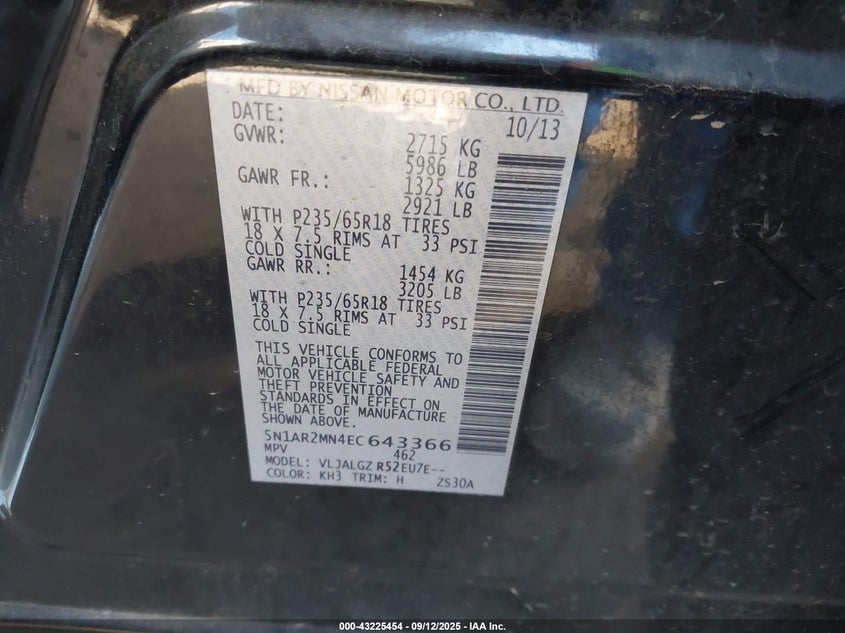 MFD BY NISSAN MOTOR CO., LTD.
DATE: 10/13
GVWR: 2715 KG
5986 LB
GAWR FR.: 1325 KG
2921 LB
WITH P235/65R18 TIRES
18 X 7.5 RIMS AT 33 PSI
COLD SINGLE
GAWR RR.: 1454 KG
3205 LB
WITH P235/65R18 TIRES
18 X 7.5 RIMS AT 33 PSI
COLD SINGLE
THIS VEHICLE CONFORMS TO
ALL APPLICABLE FEDERAL
MOTOR VEHICLE SAFETY AND
THEFT PREVENTION
STANDARDS IN EFFECT ON
THE DATE OF MANUFACTURE
SHOWN ABOVE.
5N1AR2MN4EC643366
MPV 462
MODEL: VLJALGZ R52EU7E--
COLOR: KH3 TRIM: H ZS30A
000-43225454 - 09/12/2025 - IAA Inc.